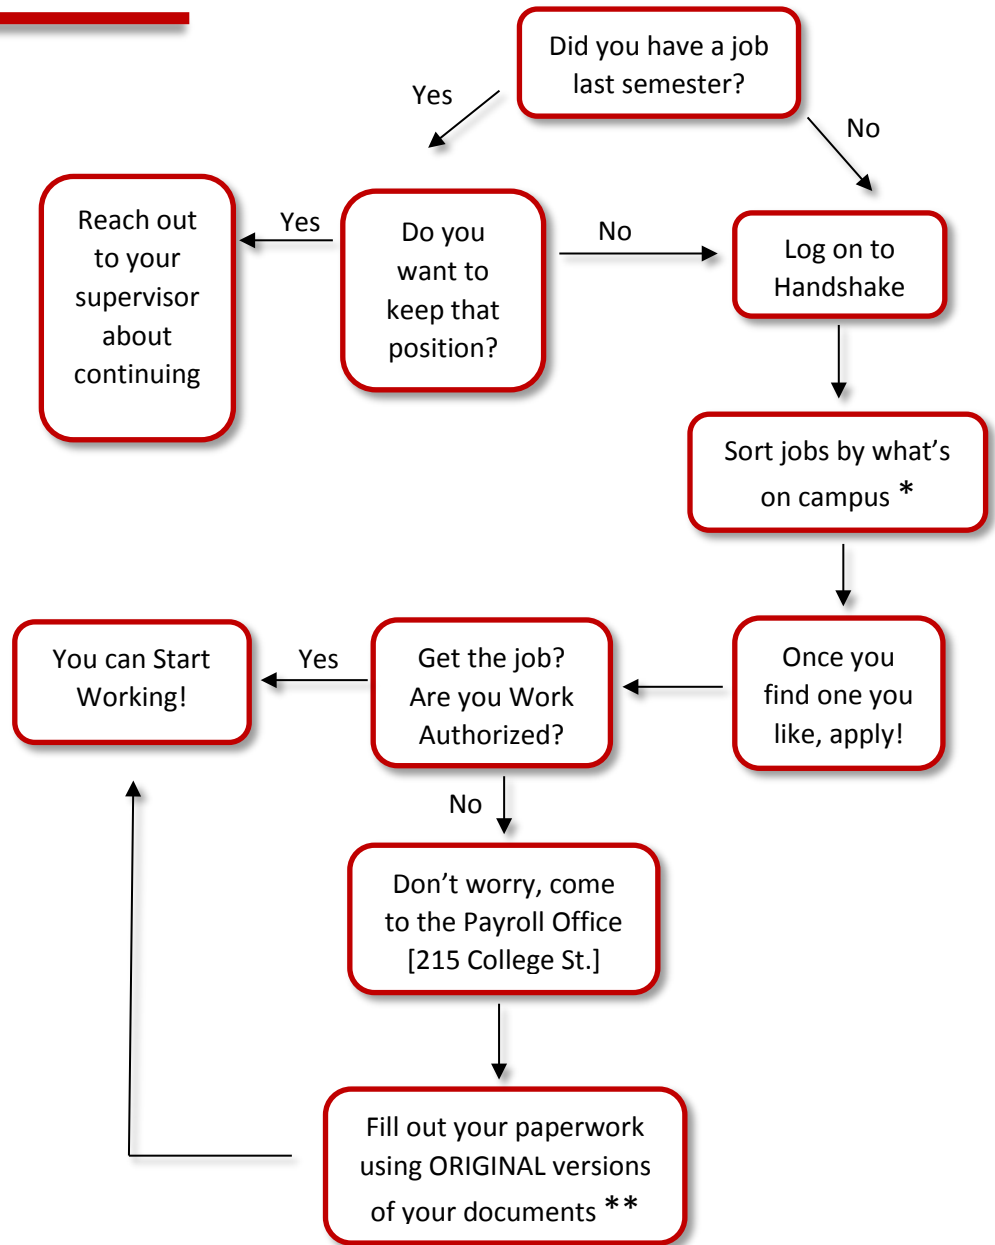 Did you have a job
last semester?
Yes
No
Reach out
to your
supervisor
about
continuing
Yes
Do you
want to
keep that
position?
No
Log on to
Handshake
Sort jobs by what’s
on campus *
You can Start
Working!
Yes
Get the job?
Are you Work
Authorized?
Once you
find one you
like, apply!
No
Don’t worry, come
to the Payroll Office
[215 College St.]
Fill out your paperwork
using ORIGINAL versions
of your documents **